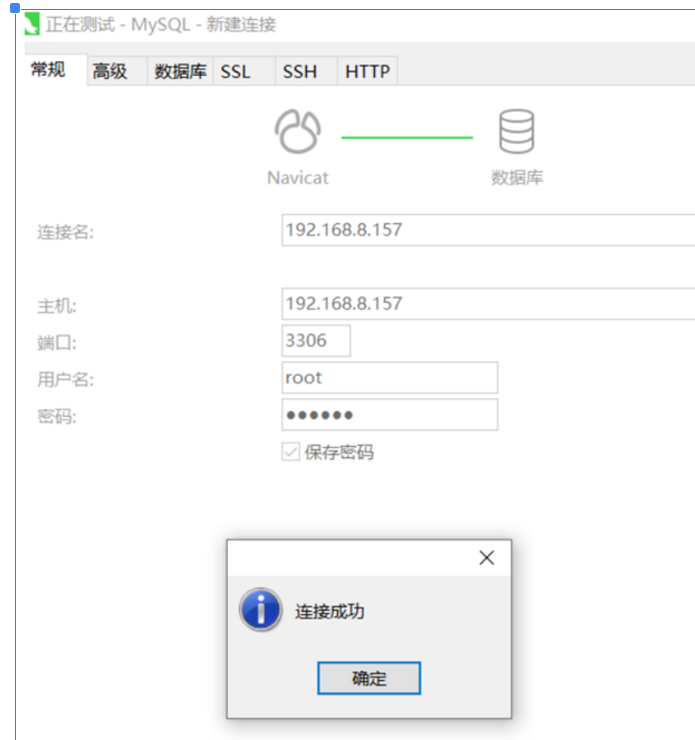 正在测试 - MySQL - 新建连接
常规 高级 数据库 SSL SSH HTTP
Navicat 数据库
连接名: 192.168.8.157
主机: 192.168.8.157
端口: 3306
用户名: root
密码: ●●●●●●
保存密码
连接成功
确定